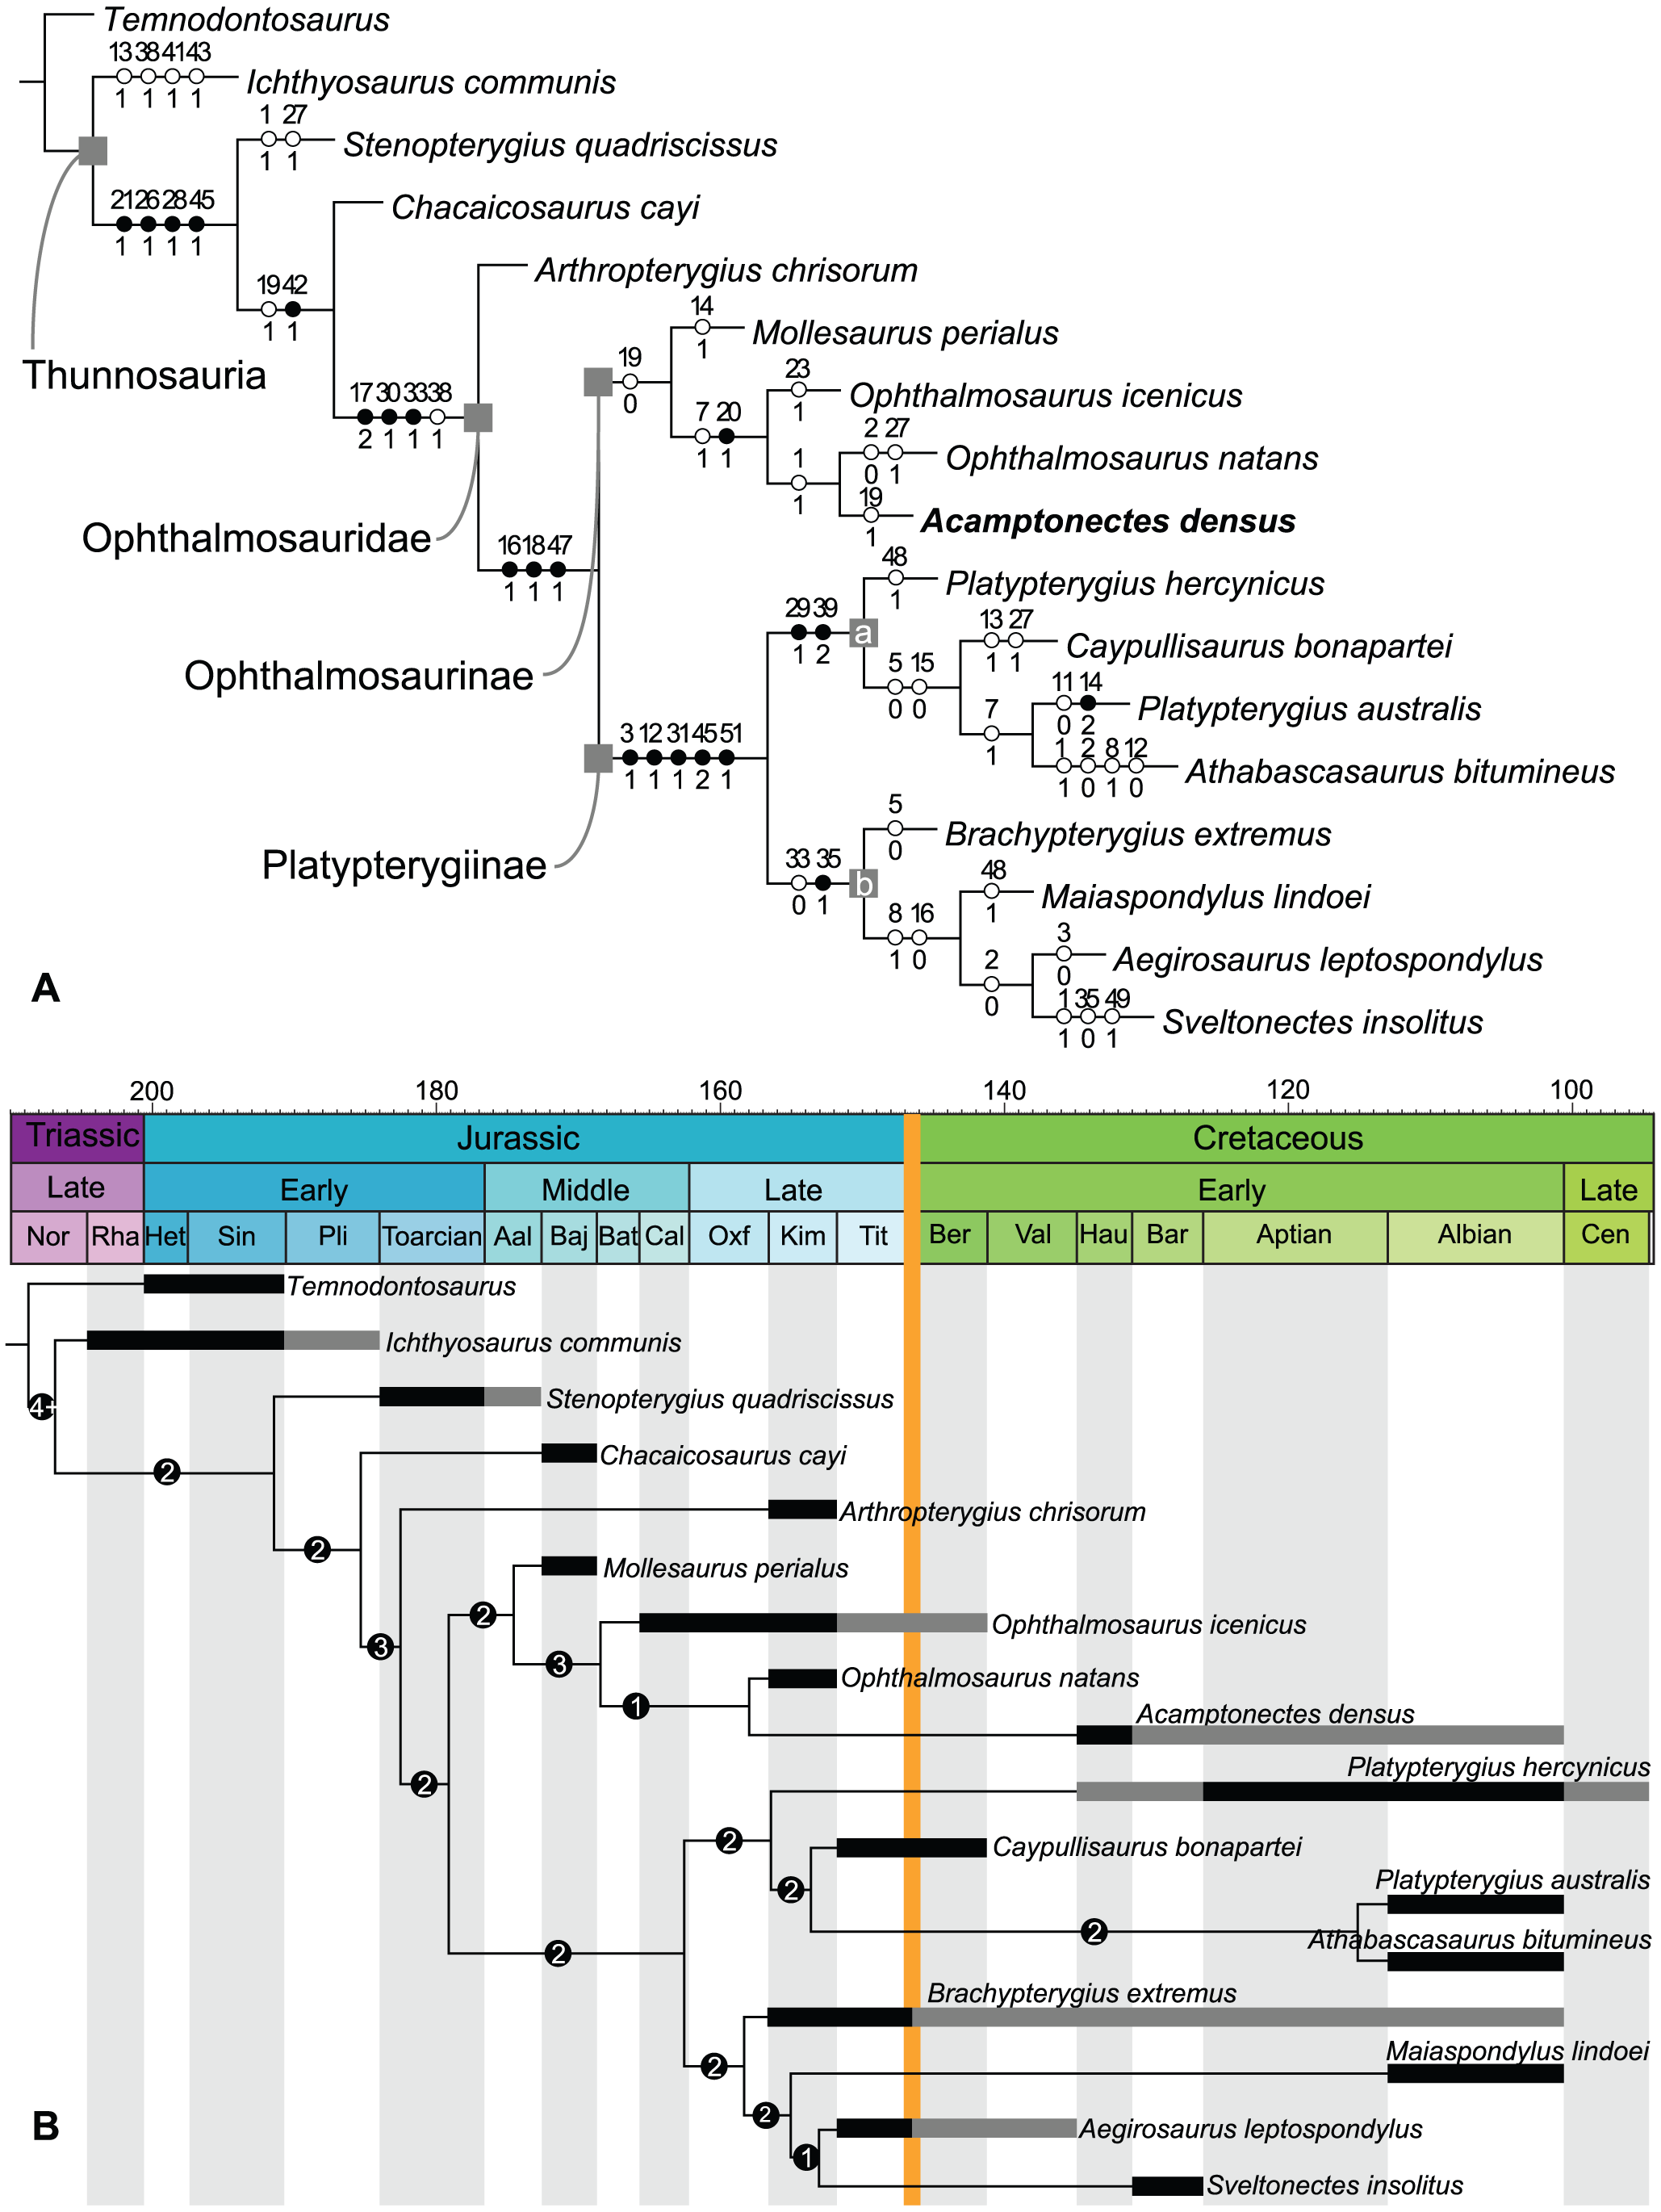 Temnodontosaurus
13 38 41 43
Ichthyosaurus communis
1 1 1 1
1 27
Stenopterygius quadriscissus
1 1
21 26 28 45
Chacaicosaurus cayi
1 1 1 1
Arthropterygius chrisorum
19 42
1 1
14
Mollesaurus perialus
1
Thunnosauria
19
0
23
Ophthalmosaurus icenicus
1
17 30 33 38
2 1 1 1
7 20
1 1
2 27
Ophthalmosaurus natans
0 1
1
1
19
Acamptonectes densus
1
Ophthalmosauridae
16 18 47
1 1 1
48
Platypterygius hercynicus
1
29 39
a
1 2
13 27
Caypullisaurus bonapartei
1 1
Ophthalmosaurinae
5 15
0 0
11 14
Platypterygius australis
0 2
7
1
1 2 8 12
Athabascasaurus bitumineus
1 0 1 0
3 12 31 45 51
1 1 1 2 1
5
Brachypterygius extremus
0
Platypterygiinae
33 35
b
0 1
48
Maiaspondylus lindoei
1
8 16
1 0
3
Aegirosaurus leptospondylus
0
2
0
1 35 49
Sveltonectes insolitus
1 0 1
A
200 180 160 140 120 100
Triassic Jurassic Cretaceous
Late Early Middle Late Early Late
Nor Rha Het Sin Pli Toarcian Aal Baj Bat Cal Oxf Kim Tit Ber Val Hau Bar Aptian Albian Cen
Temnodontosaurus
Ichthyosaurus communis
Stenopterygius quadriscissus
4+
Chacaicosaurus cayi
2
Arthropterygius chrisorum
2
Mollesaurus perialus
2
Ophthalmosaurus icenicus
3
3
Ophthalmosaurus natans
1
Acamptonectes densus
Platypterygius hercynicus
2
2
Caypullisaurus bonapartei
Platypterygius australis
2
2
Athabascasaurus bitumineus
2
Brachypterygius extremus
Maiaspondylus lindoei
2
2
Aegirosaurus leptospondylus
B
1
Sveltonectes insolitus